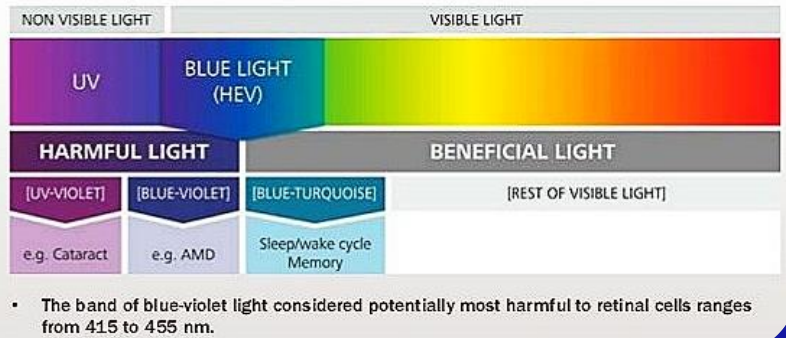 NON VISIBLE LIGHT
VISIBLE LIGHT
UV
BLUE LIGHT
(HEV)
HARMFUL LIGHT
BENEFICIAL LIGHT
[UV-VIOLET]
[BLUE-VIOLET]
[BLUE-TURQUOISE]
[REST OF VISIBLE LIGHT]
e.g. Cataract
e.g. AMD
Sleep/wake cycle
Memory
• The band of blue-violet light considered potentially most harmful to retinal cells ranges
from 415 to 455 nm.